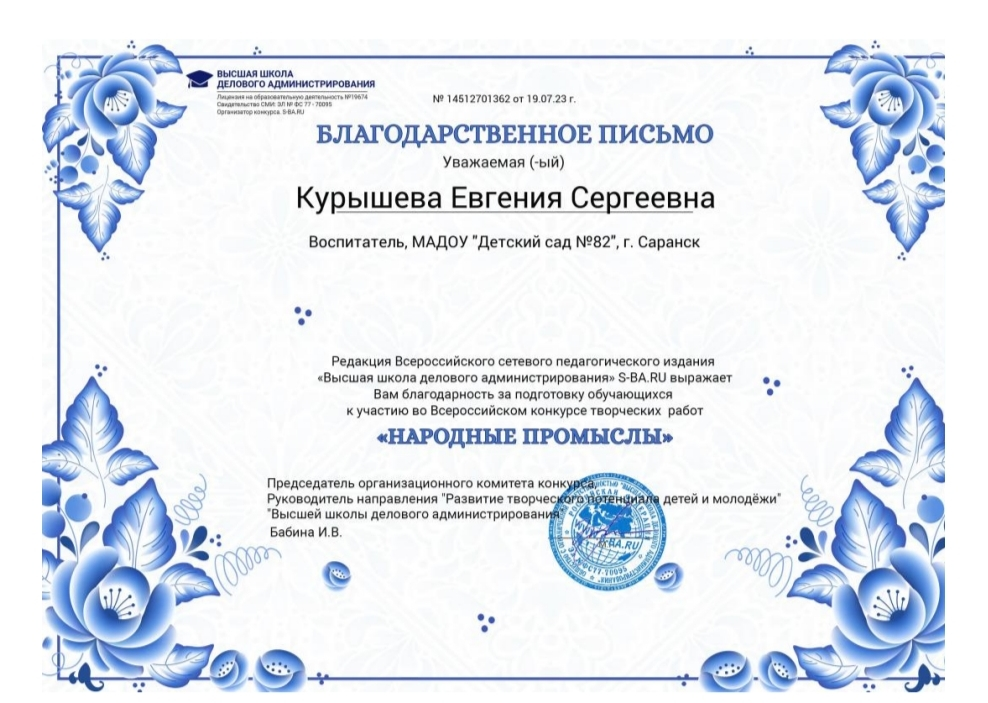 ВЫСШАЯ ШКОЛА
ДЕЛОВОГО АДМИНИСТРИРОВАНИЯ
Лицензия на образовательную деятельность №19674
Свидетельство СМИ: ЭЛ № ФС 77 - 70095
Организатор конкурса. S-BA.RU
№ 14512701362 от 19.07.23 г.
БЛАГОДАРСТВЕННОЕ ПИСЬМО
Уважаемая (-ый)
Курышева Евгения Сергеевна
Воспитатель, МАДОУ "Детский сад №82", г. Саранск
Редакция Всероссийского сетевого педагогического издания
«Высшая школа делового администрирования» S-BA.RU выражает
Вам благодарность за подготовку обучающихся
к участию во Всероссийском конкурсе творческих работ
«НАРОДНЫЕ ПРОМЫСЛЫ»
Председатель организационного комитета конкурса,
Руководитель направления "Развитие творческого потенциала детей и молодёжи"
"Высшей школы делового администрирования"
Бабина И.В.